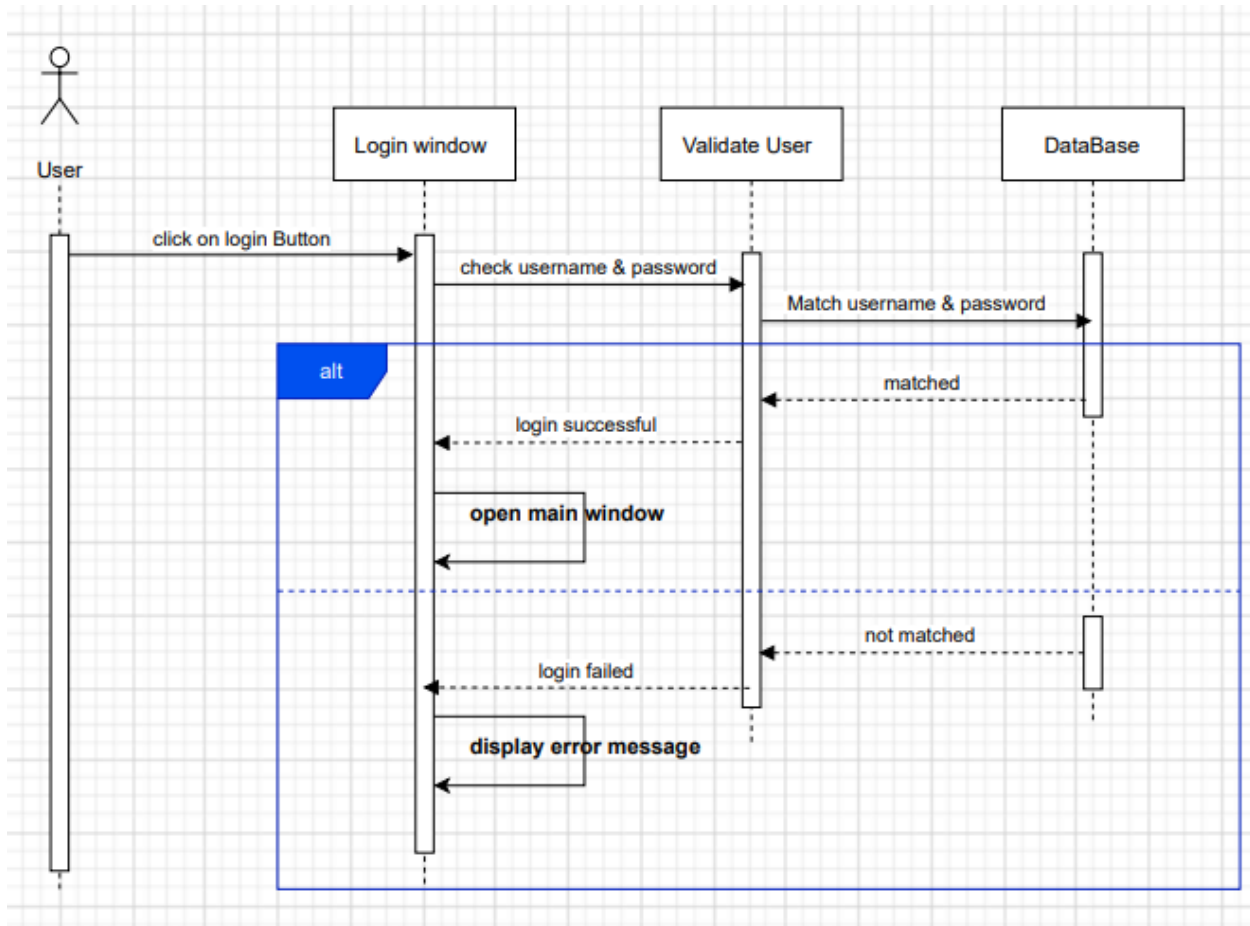 User
Login window
Validate User
DataBase
click on login Button
check username & password
Match username & password
alt
matched
login successful
open main window
not matched
login failed
display error message